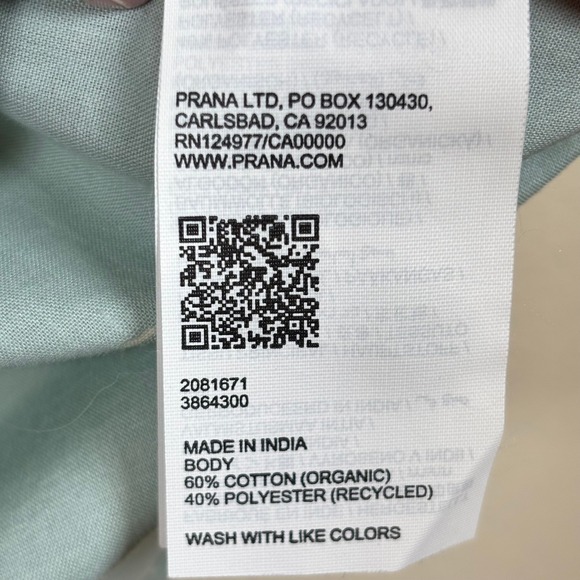 PRANA LTD, PO BOX 130430,
CARLSBAD, CA 92013
RN124977/CA00000
WWW.PRANA.COM
2081671
3864300
MADE IN INDIA
BODY
60% COTTON (ORGANIC)
40% POLYESTER (RECYCLED)
WASH WITH LIKE COLORS